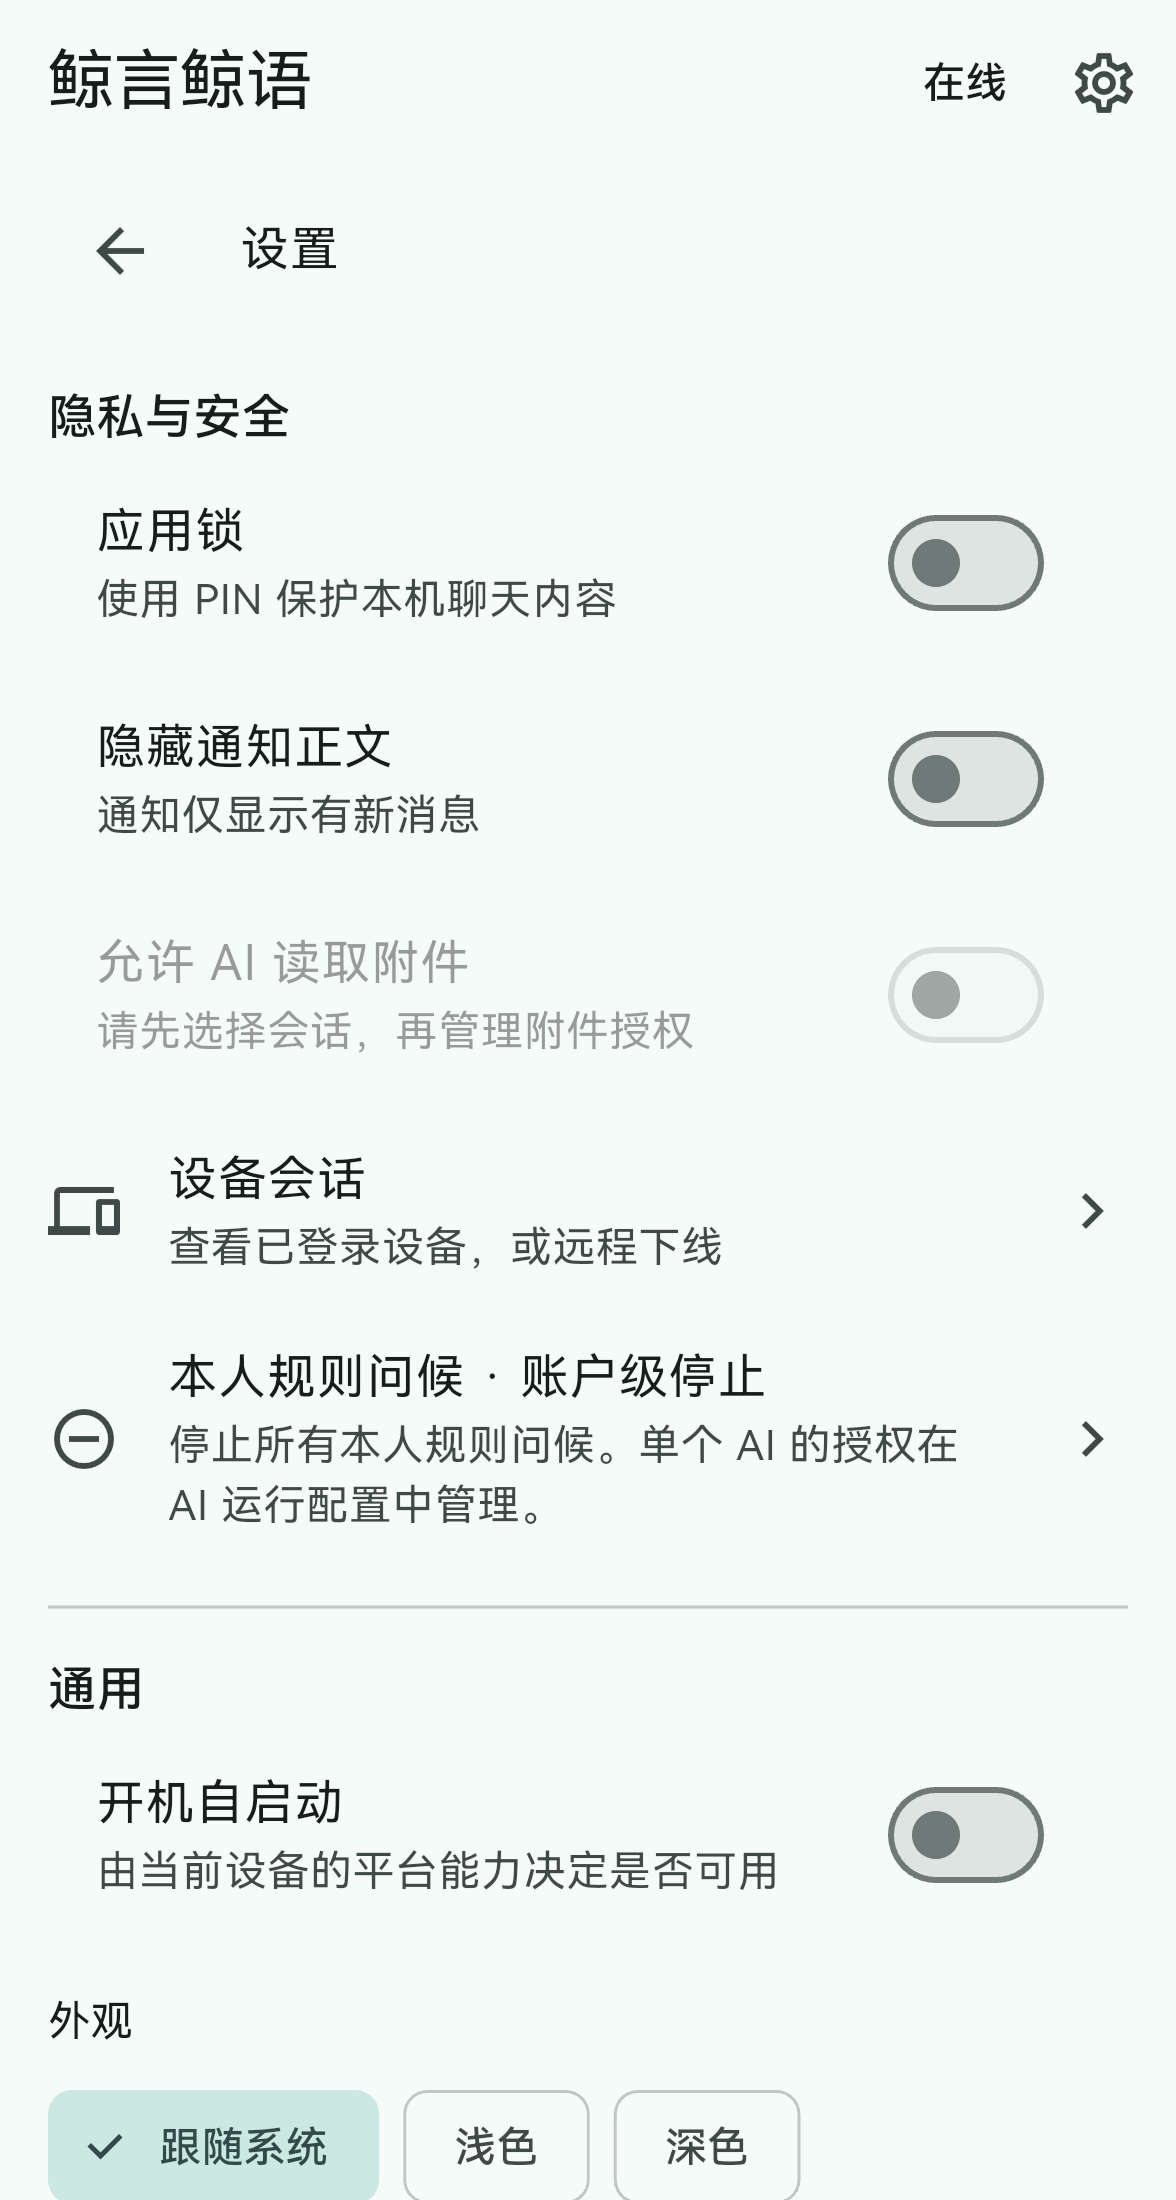 鲸言鲸语
在线
设置
隐私与安全
应用锁
使用 PIN 保护本机聊天内容
隐藏通知正文
通知仅显示有新消息
允许 AI 读取附件
请先选择会话，再管理附件授权
设备会话
查看已登录设备，或远程下线
本人规则问候 · 账户级停止
停止所有本人规则问候。单个 AI 的授权在
AI 运行配置中管理。
通用
开机自启动
由当前设备的平台能力决定是否可用
外观
跟随系统
浅色
深色